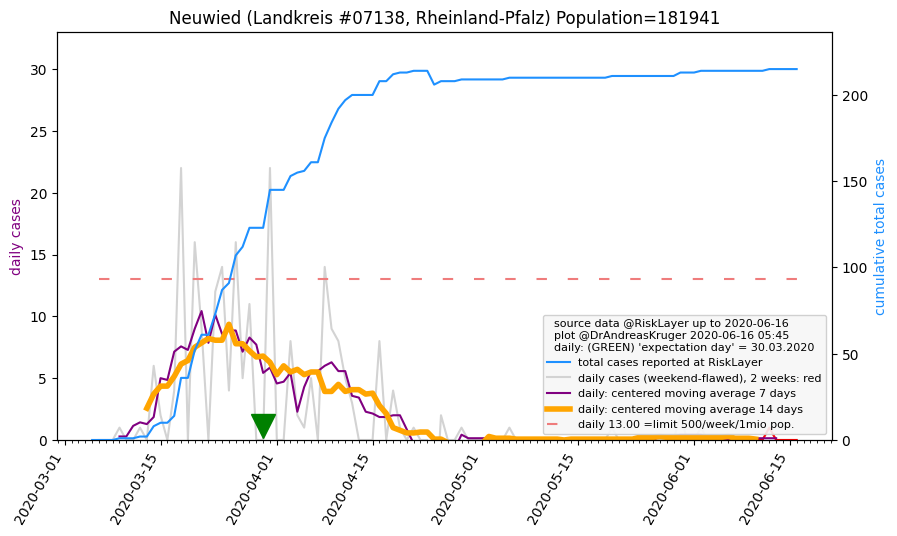 Neuwied (Landkreis #07138, Rheinland-Pfalz) Population=181941
daily cases
30
25
20
15
10
5
0
200
150
100
50
0
cumulative total cases
source data @RiskLayer up to 2020-06-16
plot @DrAndreasKruger 2020-06-16 05:45
daily: (GREEN) 'expectation day' = 30.03.2020
total cases reported at RiskLayer
daily cases (weekend-flawed), 2 weeks: red
daily: centered moving average 7 days
daily: centered moving average 14 days
daily 13.00 =limit 500/week/1mio pop.
2020-03-01
2020-03-15
2020-04-01
2020-04-15
2020-05-01
2020-05-15
2020-06-01
2020-06-15